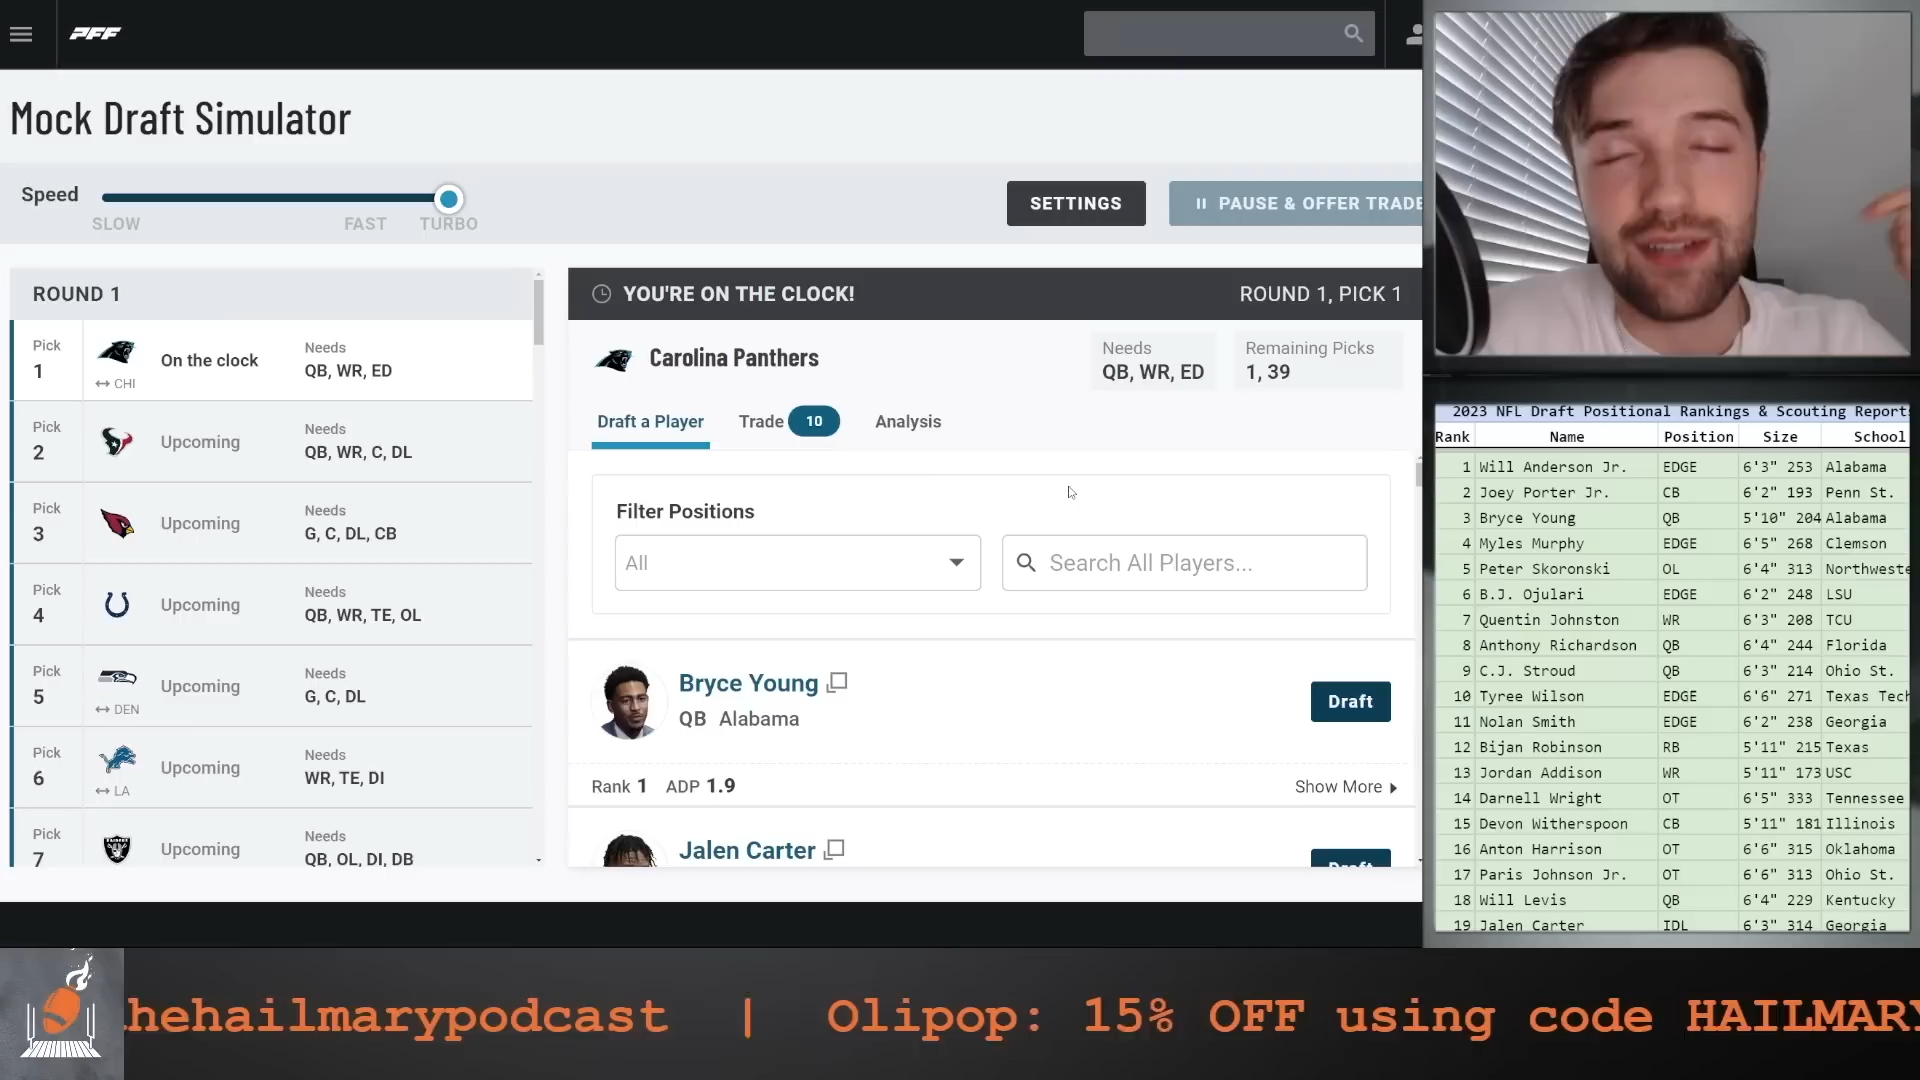 PFF
Mock Draft Simulator
Speed
SLOW
FAST
TURBO
SETTINGS
PAUSE & OFFER TRADE
ROUND 1
Pick
1
CHI
On the clock
Needs
QB, WR, ED
Pick
2
Upcoming
Needs
QB, WR, C, DL
Pick
3
Upcoming
Needs
G, C, DL, CB
Pick
4
Upcoming
Needs
QB, WR, TE, OL
Pick
5
DEN
Upcoming
Needs
G, C, DL
Pick
6
LA
Upcoming
Needs
WR, TE, DI
Pick
7
Upcoming
Needs
QB, OL, DI, DB
YOU'RE ON THE CLOCK!
ROUND 1, PICK 1
Carolina Panthers
Needs
QB, WR, ED
Remaining Picks
1, 39
Draft a Player
Trade 10
Analysis
Filter Positions
All
Search All Players...
Bryce Young
QB Alabama
Draft
Rank 1 ADP 1.9
Show More
Jalen Carter
Draft
2023 NFL Draft Positional Rankings & Scouting Reports
Rank Name Position Size School
1 Will Anderson Jr. EDGE 6'3" 253 Alabama
2 Joey Porter Jr. CB 6'2" 193 Penn St.
3 Bryce Young QB 5'10" 204 Alabama
4 Myles Murphy EDGE 6'5" 268 Clemson
5 Peter Skoronski OL 6'4" 313 Northweste
6 B.J. Ojulari EDGE 6'2" 248 LSU
7 Quentin Johnston WR 6'3" 208 TCU
8 Anthony Richardson QB 6'4" 244 Florida
9 C.J. Stroud QB 6'3" 214 Ohio St.
10 Tyree Wilson EDGE 6'6" 271 Texas Tech
11 Nolan Smith EDGE 6'2" 238 Georgia
12 Bijan Robinson RB 5'11" 215 Texas
13 Jordan Addison WR 5'11" 173 USC
14 Darnell Wright OT 6'5" 333 Tennessee
15 Devon Witherspoon CB 5'11" 181 Illinois
16 Anton Harrison OT 6'6" 315 Oklahoma
17 Paris Johnson Jr. OT 6'6" 313 Ohio St.
18 Will Levis QB 6'4" 229 Kentucky
19 Jalen Carter IDL 6'3" 314 Georgia
hehailmarypodcast | Olipop: 15% OFF using code HAILMARY